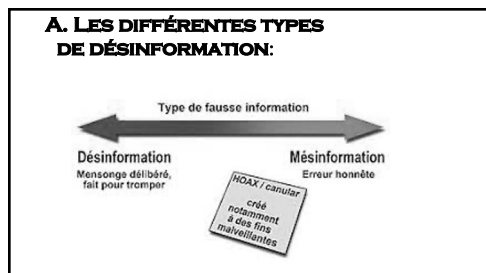 A. Les différentes types
de désinformation:
Type de fausse information
Désinformation
Mensonge délibéré,
fait pour tromper
Mésinformation
Erreur honnête
HOAX / canular
créé
notamment
à des fins
malveillantes